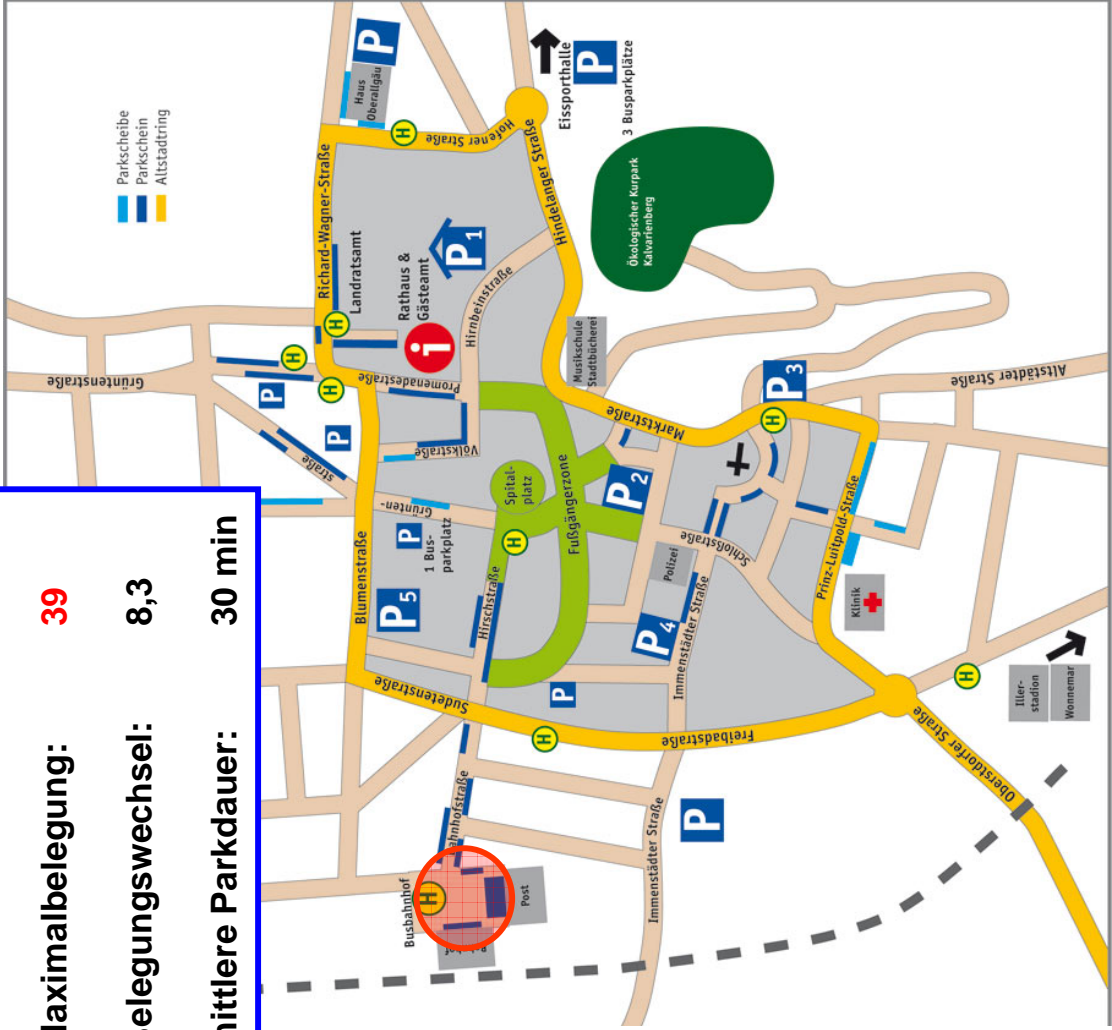 Maximalbelegung: 39
Belegungswechsel: 8,3
mittlere Parkdauer: 30 min
Parkscheibe
Parkschein
Altstadtring
P
Haus
Oberallgäu
H
Hofener Straße
Eissporthalle
P
3 Busparkplätze
Richard-Wagner-Straße
Landratsamt
Rathaus &
Gästeamt
i
P1
Hirnbeinstraße
Hindelanger Straße
Ökologischer Kurpark
Kalvarienberg
Musikschule
Stadtbücherei
Grüntenstraße
H
H
H
P
P
straße
Promenadestraße
Völkstraße
Grünten-
P
1 Bus-
parkplatz
Blumenstraße
P5
Spital-
platz
H
Fußgängerzone
Hirschstraße
P2
Marktstraße
P3
H
Altstädter Straße
Polizei
Schloßstraße
P4
Immenstädter Straße
Prinz-Luitpold-Straße
Klinik
P
Sudetenstraße
H
Freibadstraße
H
Iller-
stadion
Wonnemar
Oberstdorfer Straße
Bahnhofstraße
Busbahnhof
H
Post
Immenstädter Straße
P